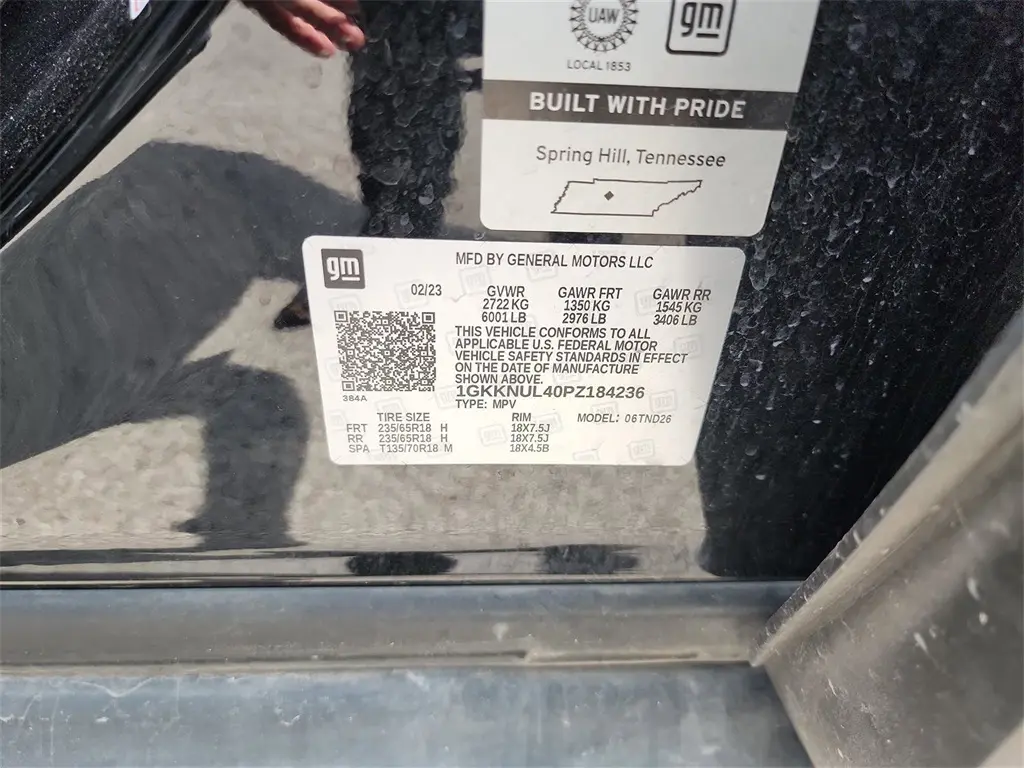 UAW
gm
LOCAL 1853
BUILT WITH PRIDE
Spring Hill, Tennessee
gm
MFD BY GENERAL MOTORS LLC
02/23 GVWR GAWR FRT GAWR RR
2722 KG 1350 KG 1545 KG
6001 LB 2976 LB 3406 LB
THIS VEHICLE CONFORMS TO ALL
APPLICABLE U.S. FEDERAL MOTOR
VEHICLE SAFETY STANDARDS IN EFFECT
ON THE DATE OF MANUFACTURE
SHOWN ABOVE.
384A
1GKKNUL40PZ184236
TYPE: MPV
TIRE SIZE RIM MODEL: 06TND26
FRT 235/65R18 H 18X7.5J
RR 235/65R18 H 18X7.5J
SPA T135/70R18 M 18X4.5B